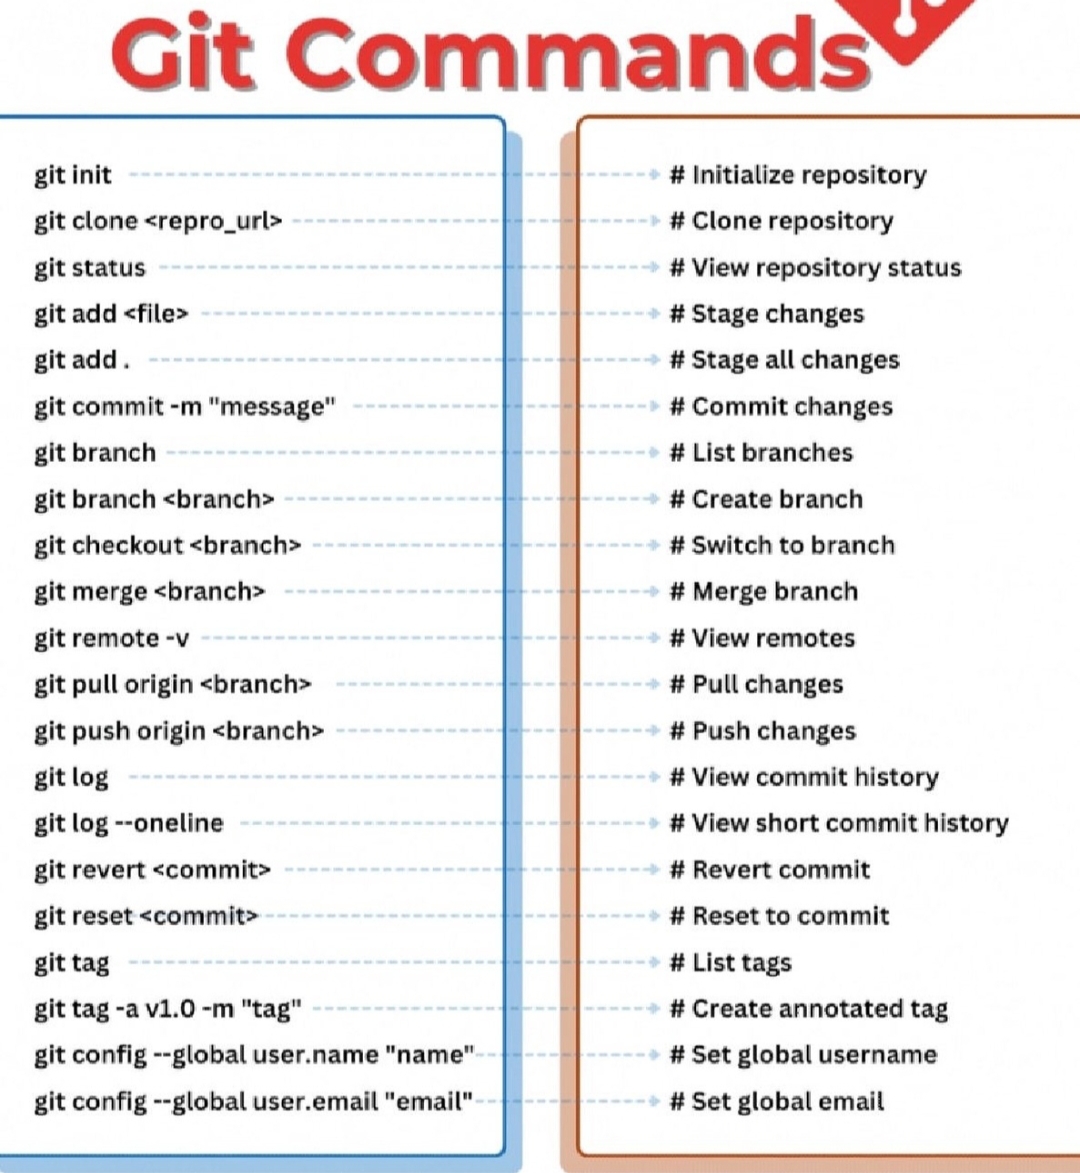 Git Commands
git init # Initialize repository
git clone <repro_url> # Clone repository
git status # View repository status
git add <file> # Stage changes
git add . # Stage all changes
git commit -m "message" # Commit changes
git branch # List branches
git branch <branch> # Create branch
git checkout <branch> # Switch to branch
git merge <branch> # Merge branch
git remote -v # View remotes
git pull origin <branch> # Pull changes
git push origin <branch> # Push changes
git log # View commit history
git log --oneline # View short commit history
git revert <commit> # Revert commit
git reset <commit> # Reset to commit
git tag # List tags
git tag -a v1.0 -m "tag" # Create annotated tag
git config --global user.name "name" # Set global username
git config --global user.email "email" # Set global email